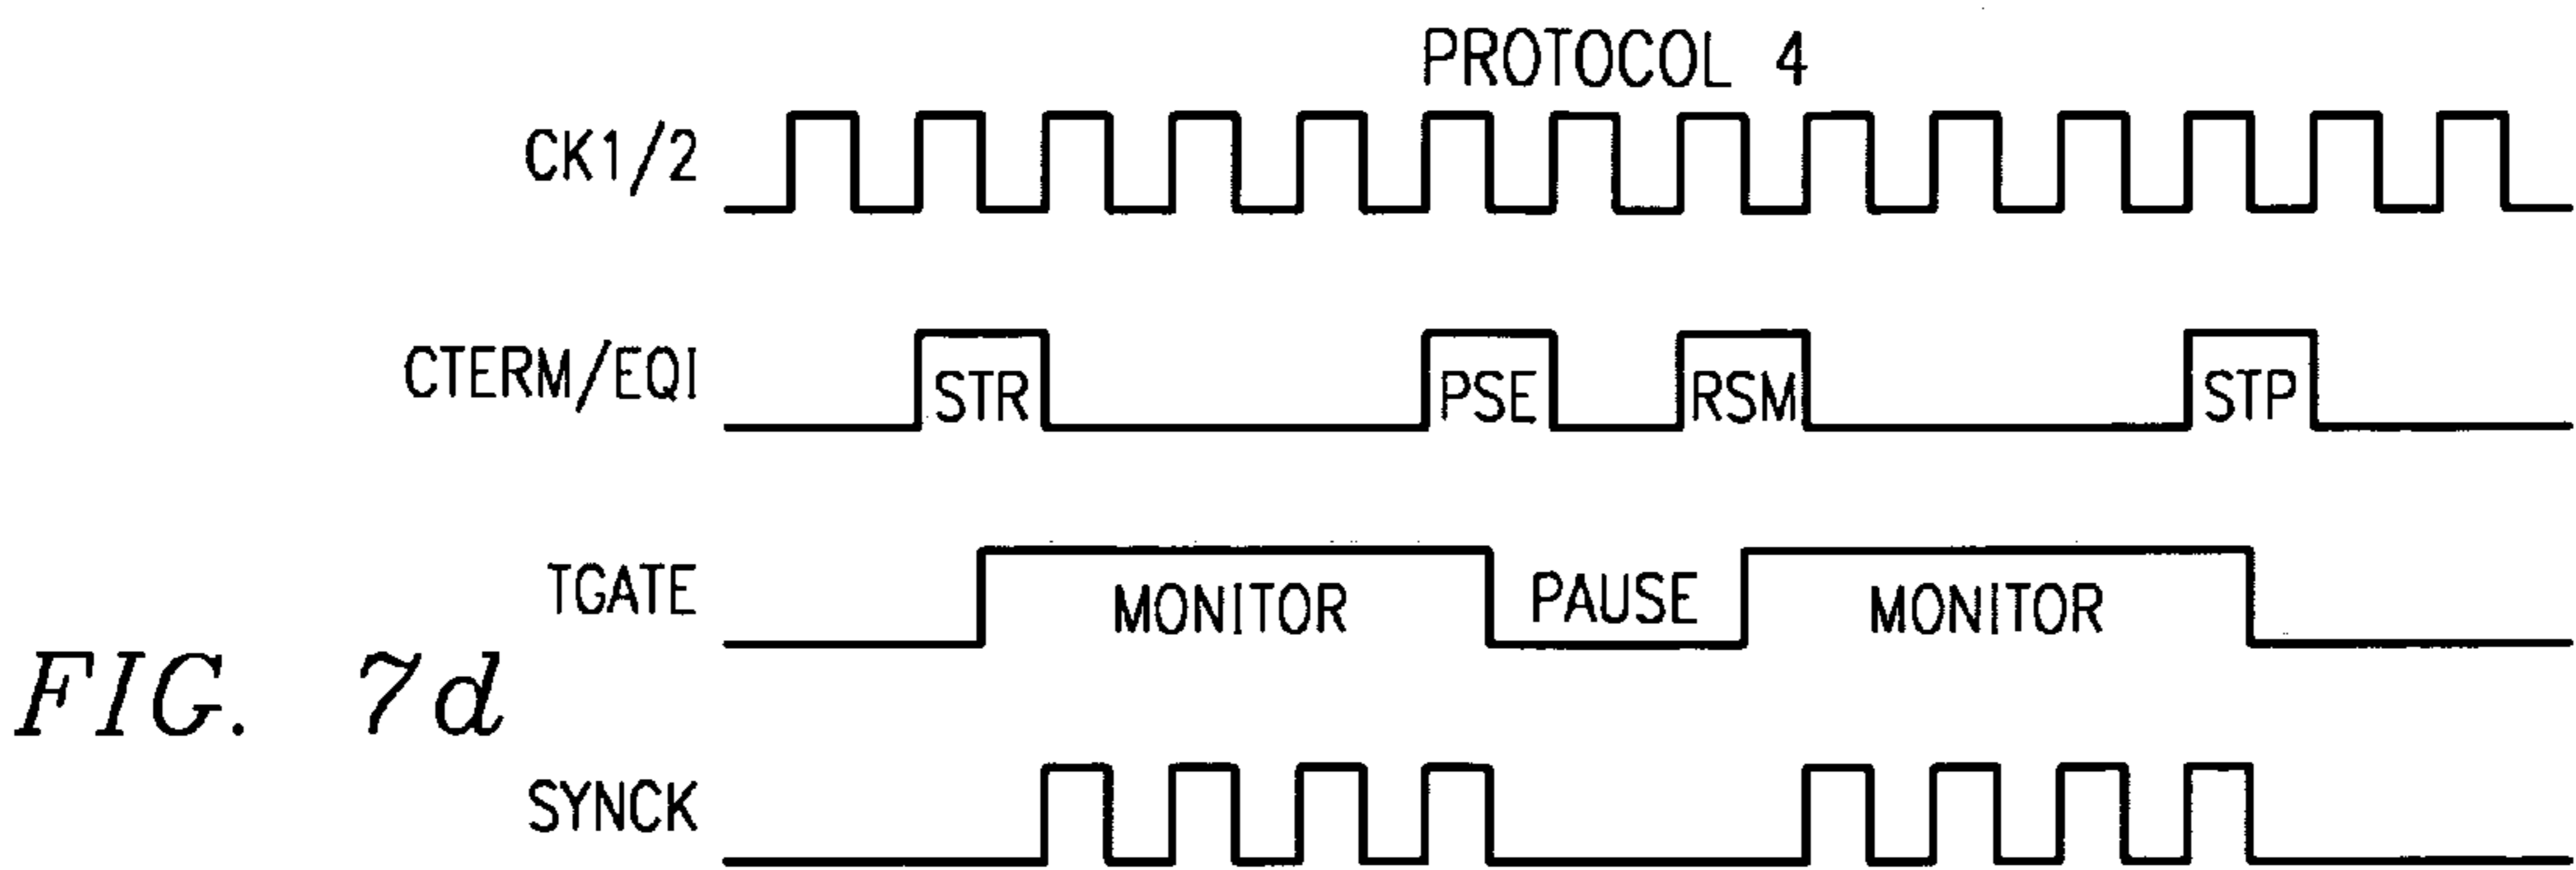 PROTOCOL 4
CK1/2
CTERM/EQI
STR
PSE
RSM
STP
TGATE
MONITOR
PAUSE
MONITOR
FIG. 7d
SYNCK